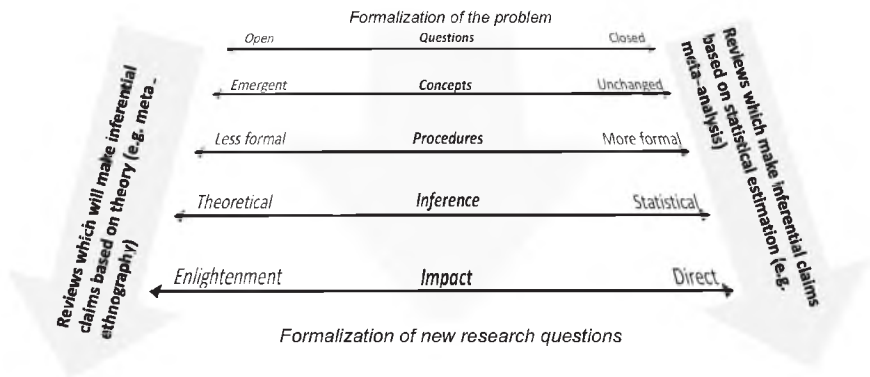 Formalization of the problem
Open Questions Closed
Emergent Concepts Unchanged
Less formal Procedures More formal
Theoretical Inference Statistical
Enlightenment Impact Direct
Formalization of new research questions
Reviews which will make inferential
claims based on theory (e.g. meta-
ethnography)
Reviews which make inferential claims
based on statistical estimation (e.g.
meta-analysis)